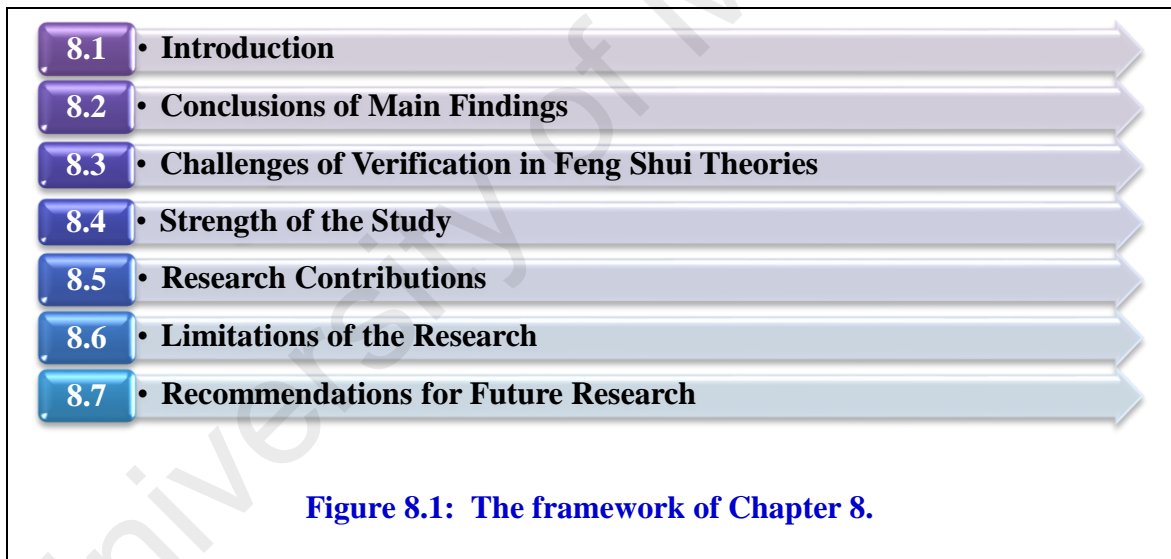 8.1 • Introduction
8.2 • Conclusions of Main Findings
8.3 • Challenges of Verification in Feng Shui Theories
8.4 • Strength of the Study
8.5 • Research Contributions
8.6 • Limitations of the Research
8.7 • Recommendations for Future Research
Figure 8.1: The framework of Chapter 8.
University of